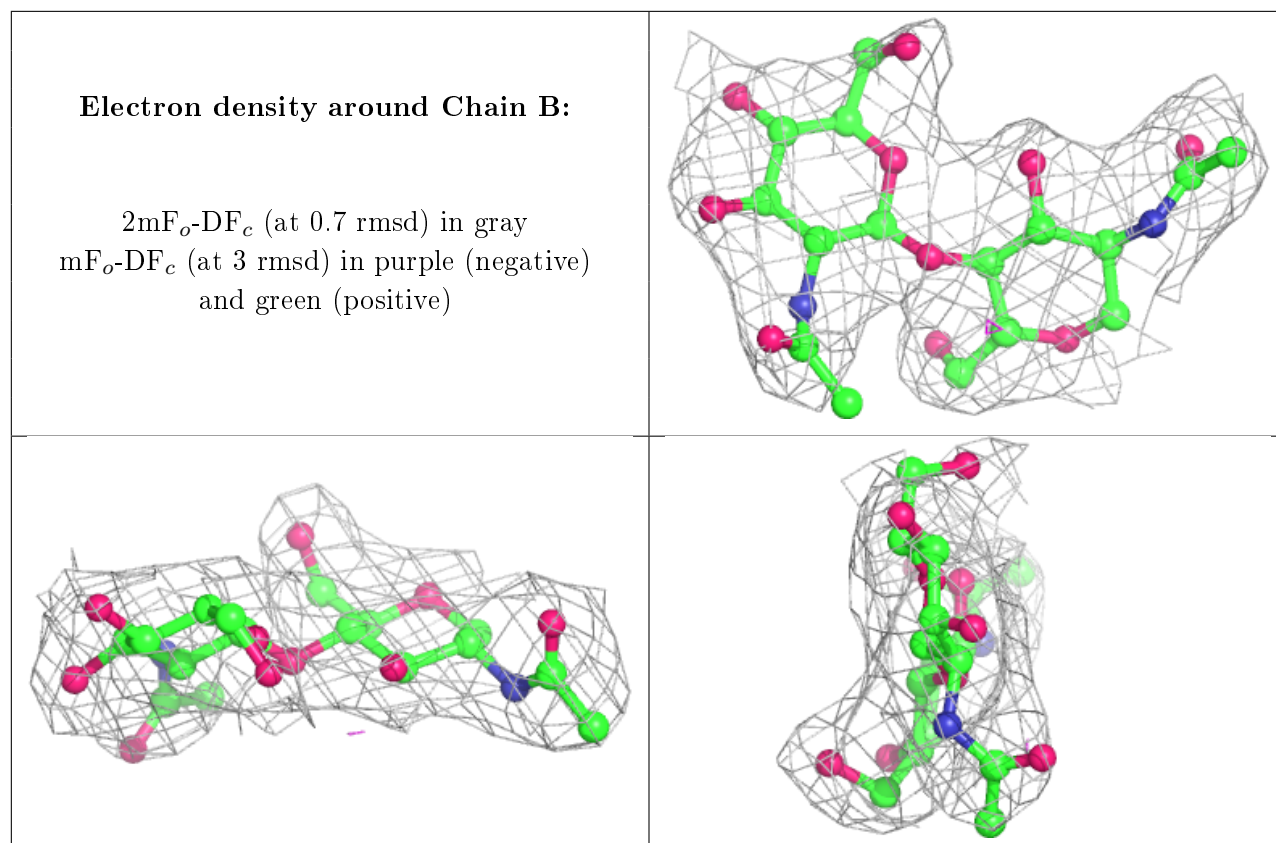 Electron density around Chain B:
2mFo-DFc (at 0.7 rmsd) in gray
mFo-DFc (at 3 rmsd) in purple (negative)
and green (positive)